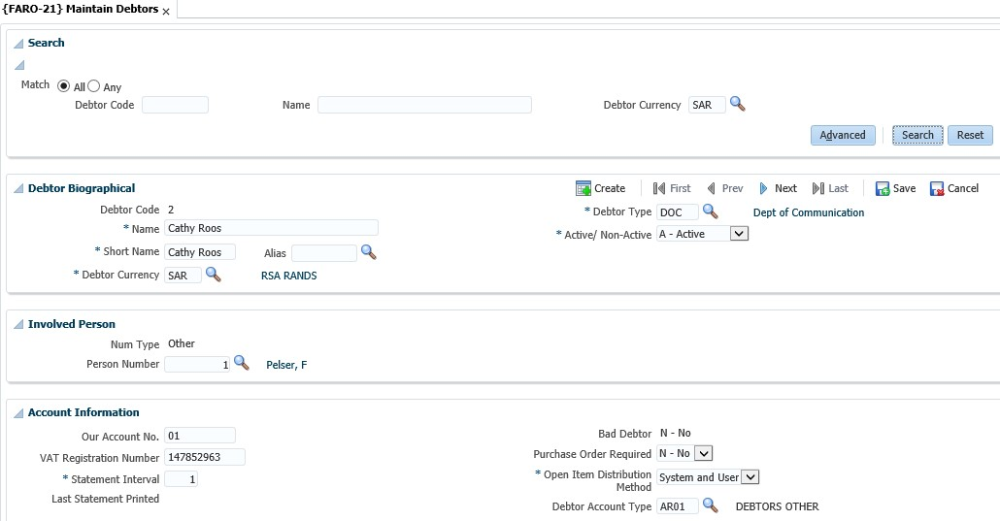 {FARO-21} Maintain Debtors ×
Search
Match All Any
Debtor Code Name Debtor Currency SAR
Advanced Search Reset
Debtor Biographical Create First Prev Next Last Save Cancel
Debtor Code 2 * Debtor Type DOC Dept of Communication
* Name Cathy Roos * Active/ Non-Active A - Active
* Short Name Cathy Roos Alias
* Debtor Currency SAR RSA RANDS
Involved Person
Num Type Other
Person Number 1 Pelser, F
Account Information
Our Account No. 01 Bad Debtor N - No
VAT Registration Number 147852963 Purchase Order Required N - No
* Statement Interval 1 * Open Item Distribution Method System and User
Last Statement Printed Debtor Account Type AR01 DEBTORS OTHER